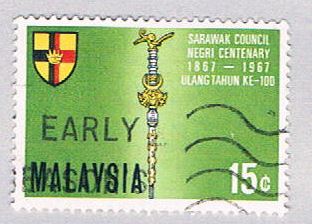 SARAWAK COUNCIL
NEGRI CENTENARY
1867 - 1967
ULANGTAHUN KE-100
EARLY
MALAYSIA
15c